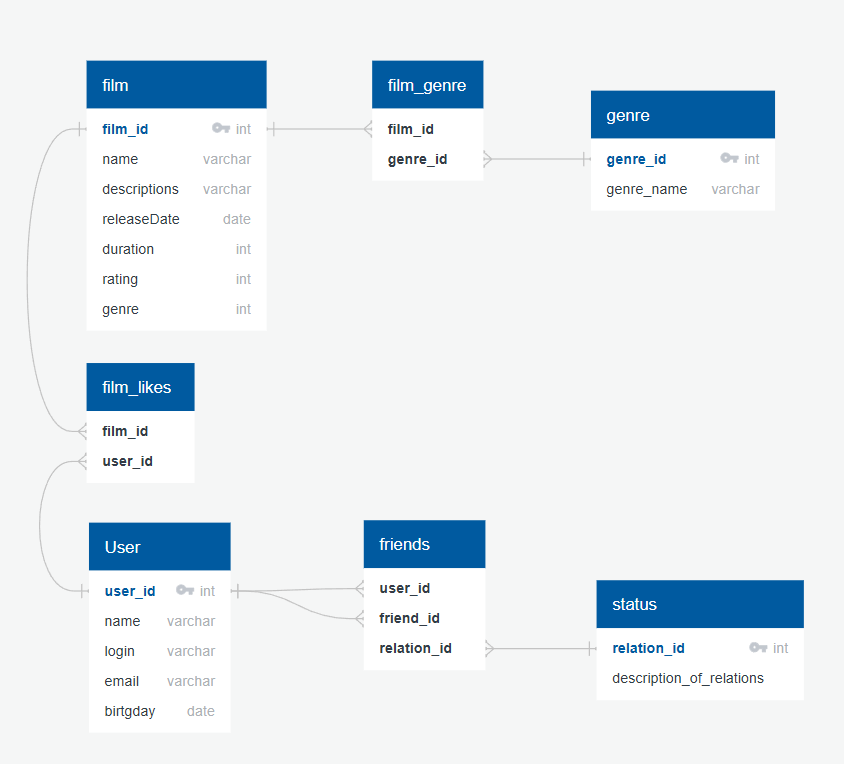 film
film_id int
name varchar
descriptions varchar
releaseDate date
duration int
rating int
genre int
film_genre
film_id
genre_id
genre
genre_id int
genre_name varchar
film_likes
film_id
user_id
User
user_id int
name varchar
login varchar
email varchar
birtgday date
friends
user_id
friend_id
relation_id
status
relation_id int
description_of_relations